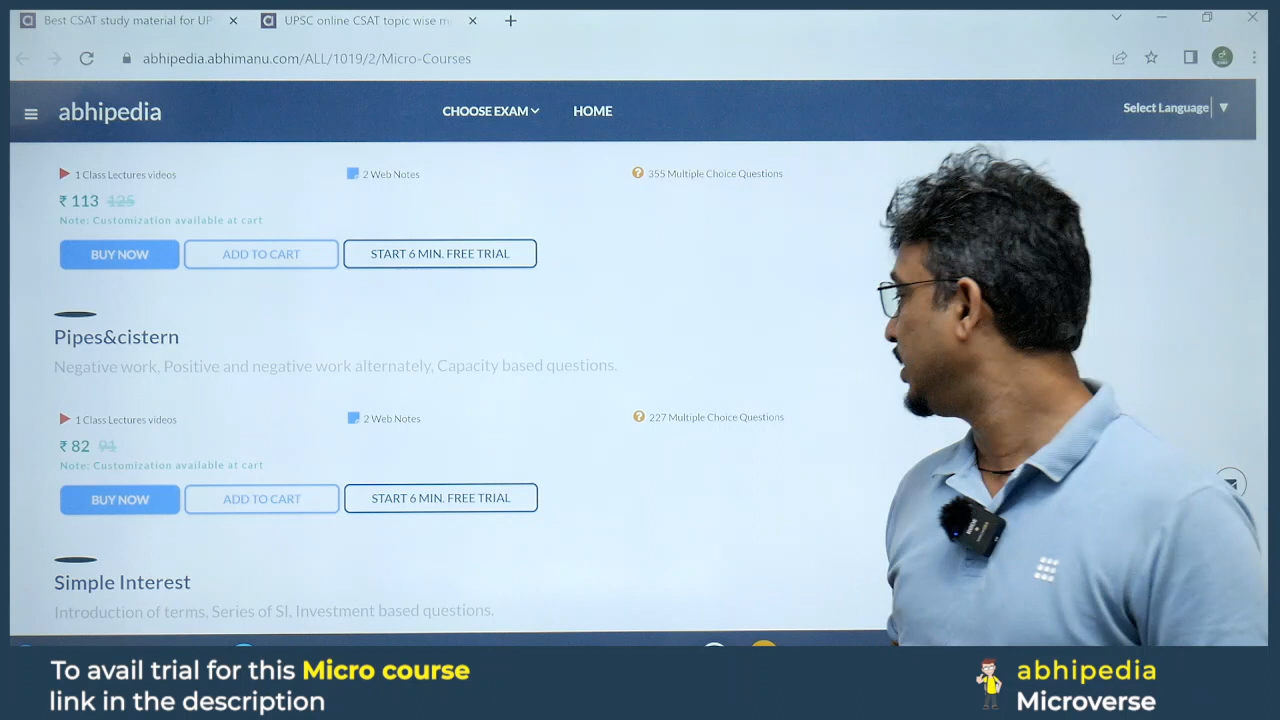 Best CSAT study material for UP
UPSC online CSAT topic wise m
abhipedia.abhimanu.com/ALL/1019/2/Micro-Courses
abhipedia
CHOOSE EXAM
HOME
Select Language
1 Class Lectures videos
2 Web Notes
355 Multiple Choice Questions
₹ 113 125
Note: Customization available at cart
BUY NOW
ADD TO CART
START 6 MIN. FREE TRIAL
Pipes&cistern
Negative work, Positive and negative work alternately, Capacity based questions.
1 Class Lectures videos
2 Web Notes
227 Multiple Choice Questions
₹ 82 91
Note: Customization available at cart
BUY NOW
ADD TO CART
START 6 MIN. FREE TRIAL
Simple Interest
Introduction of terms, Series of SI, Investment based questions.
To avail trial for this Micro course
link in the description
abhipedia
Microverse